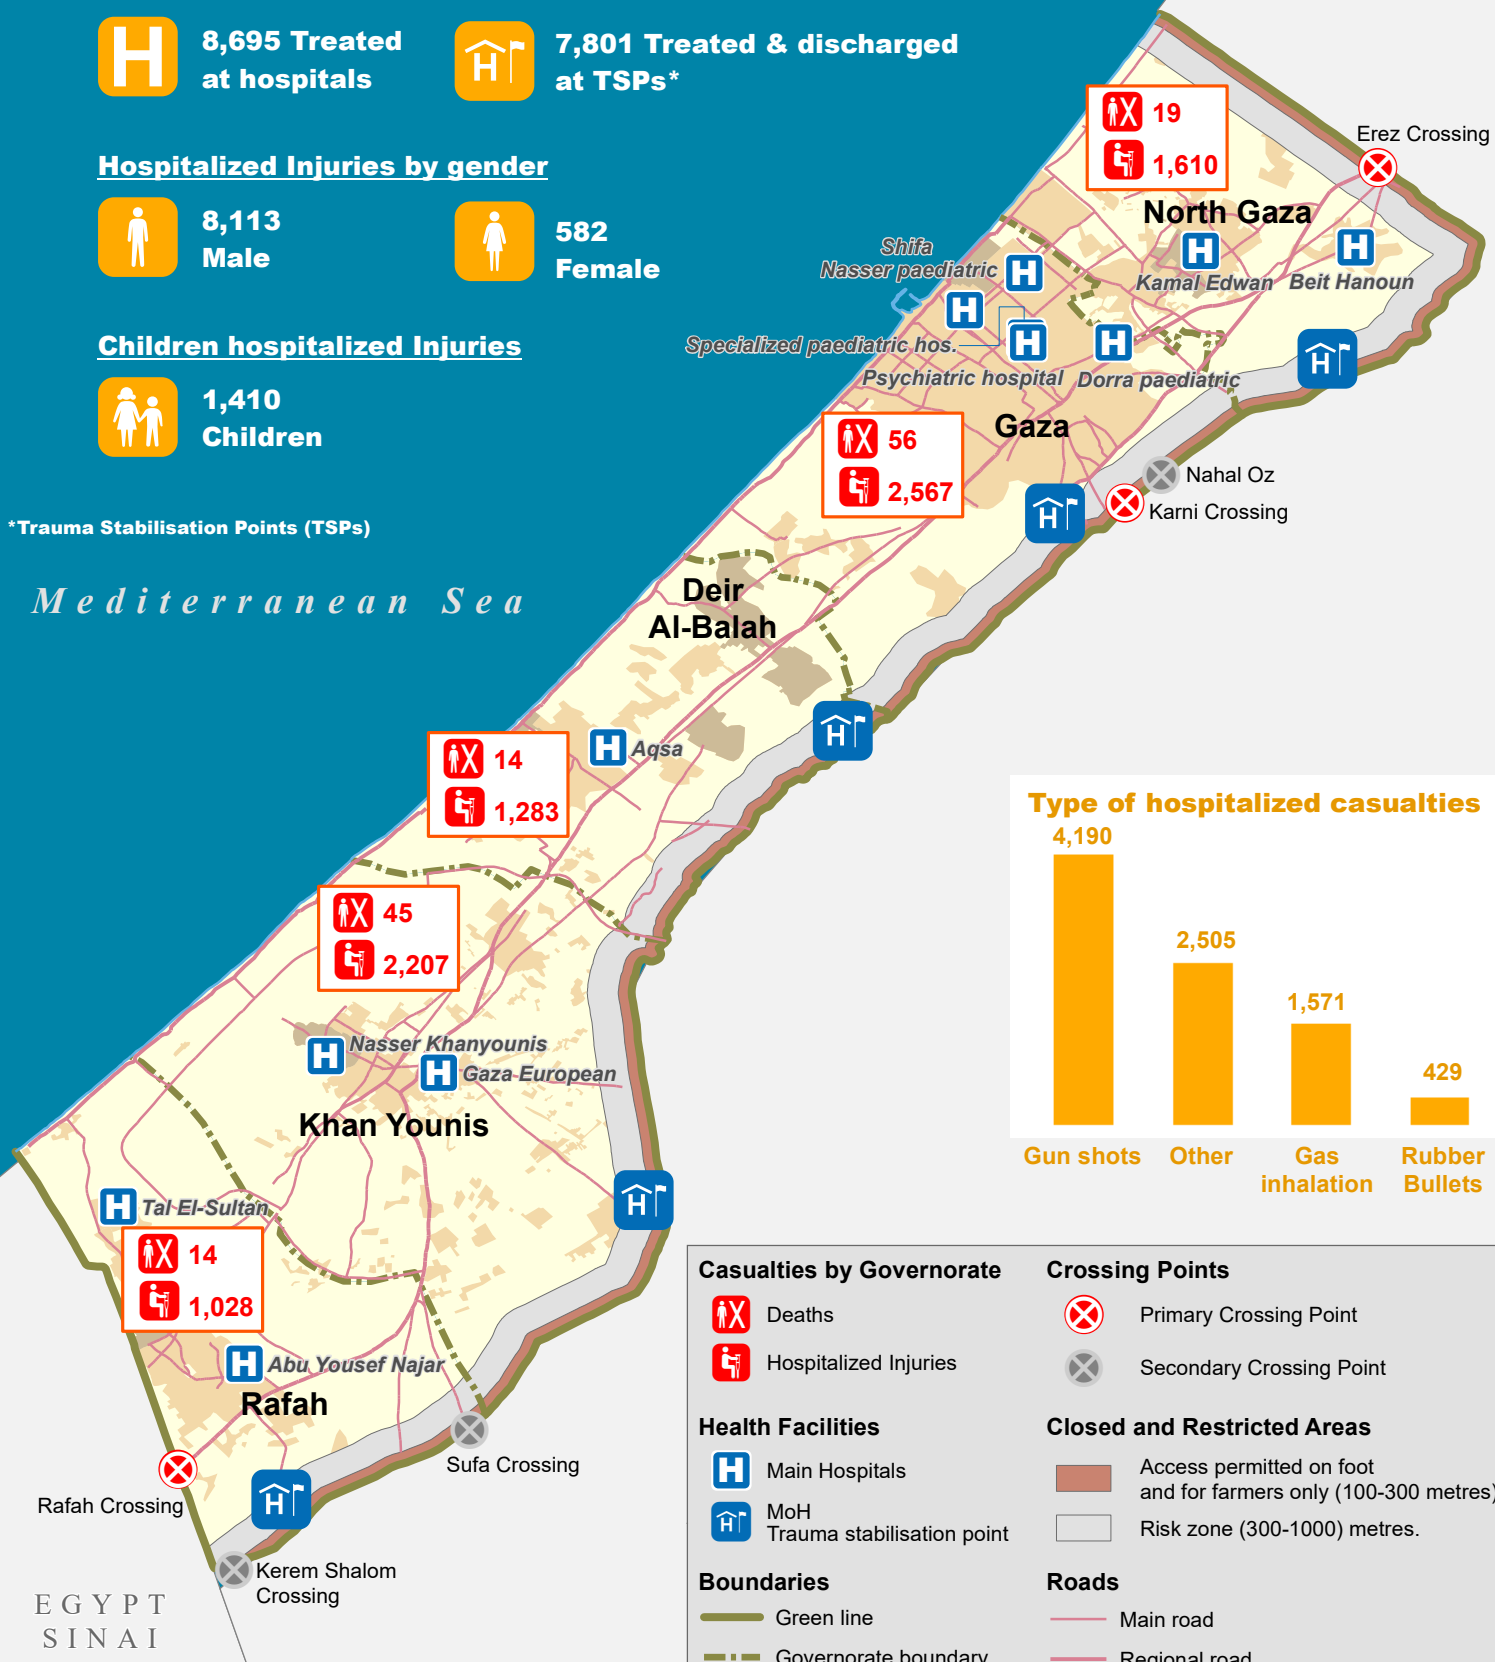 8,695 Treated
at hospitals
7,801 Treated & discharged
at TSPs*
Hospitalized Injuries by gender
8,113
Male
582
Female
Children hospitalized Injuries
1,410
Children
*Trauma Stabilisation Points (TSPs)
Mediterranean Sea
19
1,610
Erez Crossing
North Gaza
Shifa
Nasser paediatric
Kamal Edwan
Beit Hanoun
Specialized paediatric hos.
Psychiatric hospital
Dorra paediatric
Gaza
56
2,567
Nahal Oz
Karni Crossing
Deir
Al-Balah
Aqsa
14
1,283
45
2,207
Nasser Khanyounis
Gaza European
Khan Younis
Tal El-Sultan
14
1,028
Abu Yousef Najar
Rafah
Sufa Crossing
Rafah Crossing
Kerem Shalom
Crossing
EGYPT
SINAI
Type of hospitalized casualties
4,190
2,505
1,571
429
Gun shots
Other
Gas
inhalation
Rubber
Bullets
Casualties by Governorate
Deaths
Hospitalized Injuries
Health Facilities
Main Hospitals
MoH
Trauma stabilisation point
Boundaries
Green line
Governorate boundary
Crossing Points
Primary Crossing Point
Secondary Crossing Point
Closed and Restricted Areas
Access permitted on foot
and for farmers only (100-300 metres)
Risk zone (300-1000) metres.
Roads
Main road
Regional road